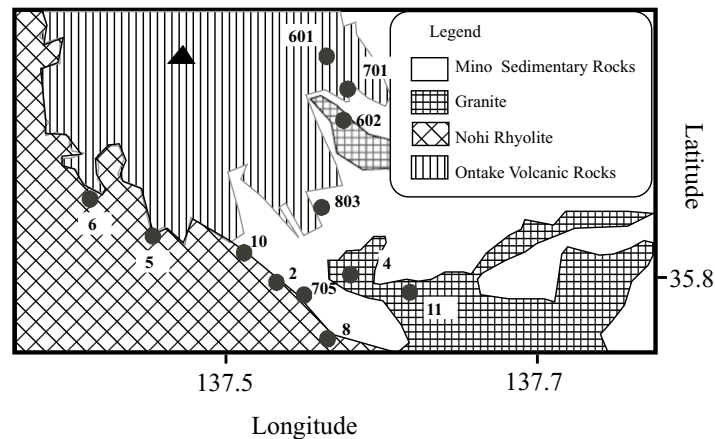 601
Legend
701
Mino Sedimentary Rocks
Granite
602
Nohi Rhyolite
Ontake Volcanic Rocks
Latitude
803
6
5
10
4
2
705
35.8
11
8
137.5
137.7
Longitude